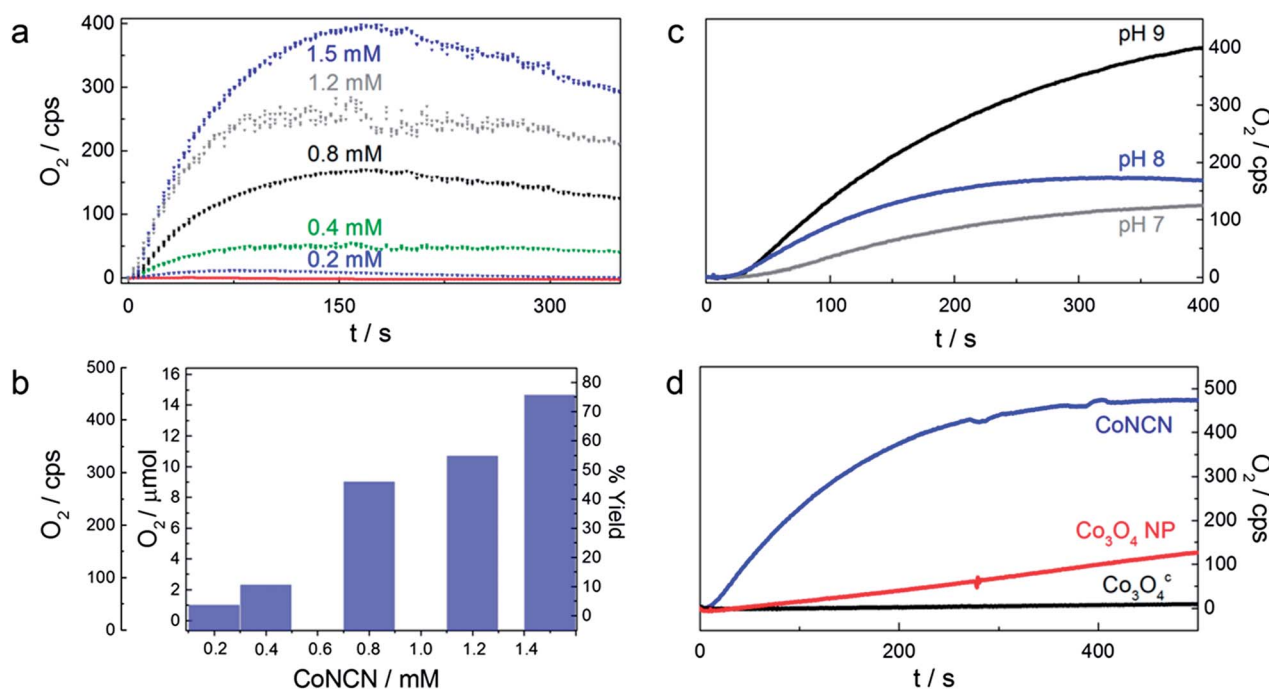 a
O₂ / cps
400
300
200
100
0
1.5 mM
1.2 mM
0.8 mM
0.4 mM
0.2 mM
0
150
300
t / s
c
pH 9
pH 8
pH 7
400
300
200
100
0
O₂ / cps
0
100
200
300
400
t / s
b
O₂ / cps
500
400
300
200
100
0
O₂ / μmol
16
14
12
10
8
6
4
2
0
80
70
60
50
40
30
20
10
0
% Yield
0.2
0.4
0.6
0.8
1.0
1.2
1.4
CoNCN / mM
d
CoNCN
Co₃O₄ NP
Co₃O₄ᶜ
500
400
300
200
100
0
O₂ / cps
0
200
400
t / s